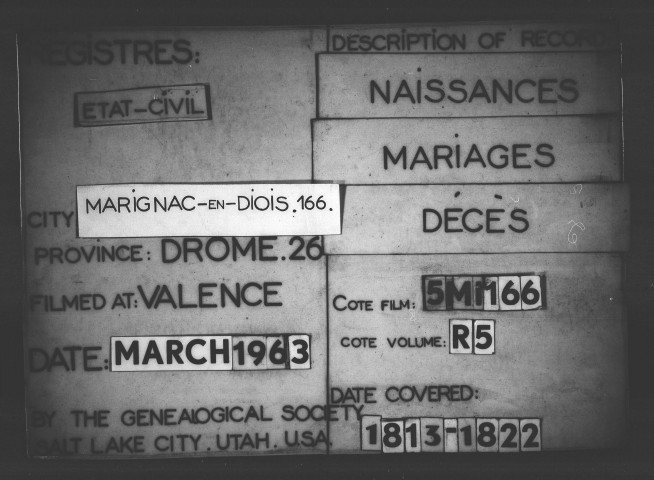 REGISTRES:
ETAT-CIVIL
CITY MARIGNAC-EN-DIOIS.166.
PROVINCE: DROME.26
FILMED AT: VALENCE
DATE: MARCH 1963
BY THE GENEALOGICAL SOCIETY
SALT LAKE CITY, UTAH. U.S.A.
DESCRIPTION OF RECORD
NAISSANCES
MARIAGES
DÉCÈS
COTE FILM: 5Mi166
COTE VOLUME: R5
DATE COVERED:
1813-1822